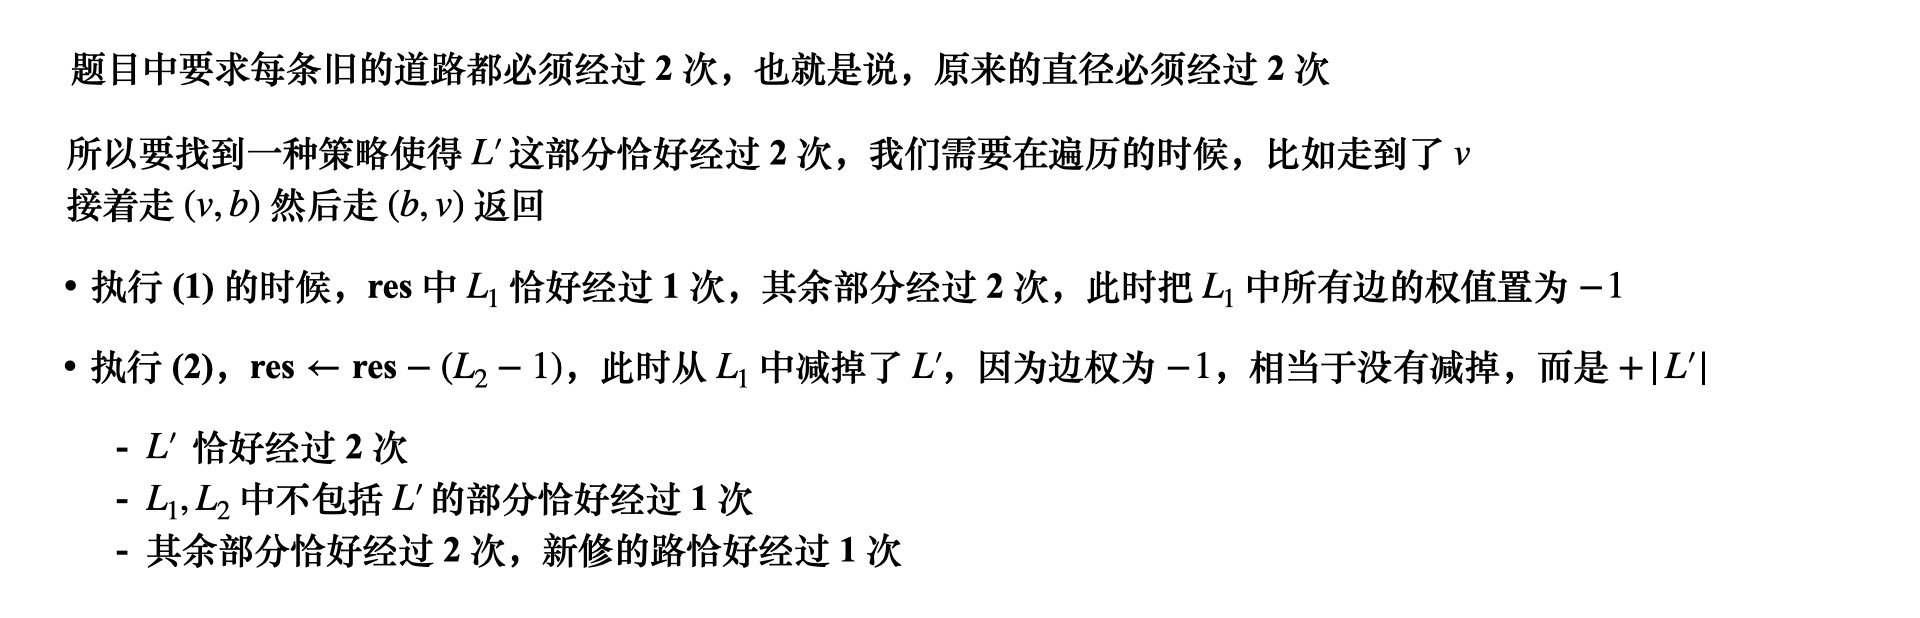 题目中要求每条旧的道路都必须经过 2 次，也就是说，原来的直径必须经过 2 次
所以要找到一种策略使得 L′ 这部分恰好经过 2 次，我们需要在遍历的时候，比如走到了 v
接着走 (v, b) 然后走 (b, v) 返回
• 执行 (1) 的时候，res 中 L₁ 恰好经过 1 次，其余部分经过 2 次，此时把 L₁ 中所有边的权值置为 −1
• 执行 (2)，res ← res − (L₂ − 1)，此时从 L₁ 中减掉了 L′，因为边权为 −1，相当于没有减掉，而是 +|L′|
- L′ 恰好经过 2 次
- L₁, L₂ 中不包括 L′ 的部分恰好经过 1 次
- 其余部分恰好经过 2 次，新修的路恰好经过 1 次